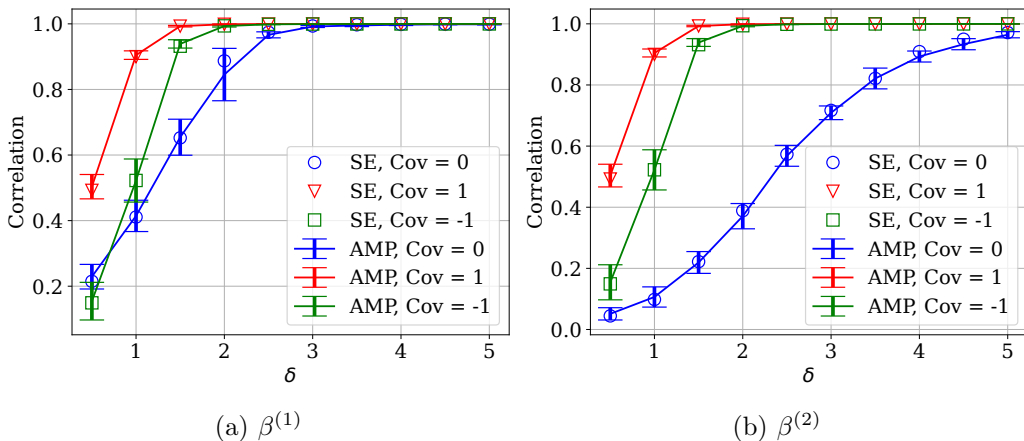 1.0
0.8
0.6
0.4
0.2
Correlation
SE, Cov = 0
SE, Cov = 1
SE, Cov = -1
AMP, Cov = 0
AMP, Cov = 1
AMP, Cov = -1
1 2 3 4 5
δ
(a) β(1)
1.0
0.8
0.6
0.4
0.2
0.0
Correlation
SE, Cov = 0
SE, Cov = 1
SE, Cov = -1
AMP, Cov = 0
AMP, Cov = 1
AMP, Cov = -1
1 2 3 4 5
δ
(b) β(2)